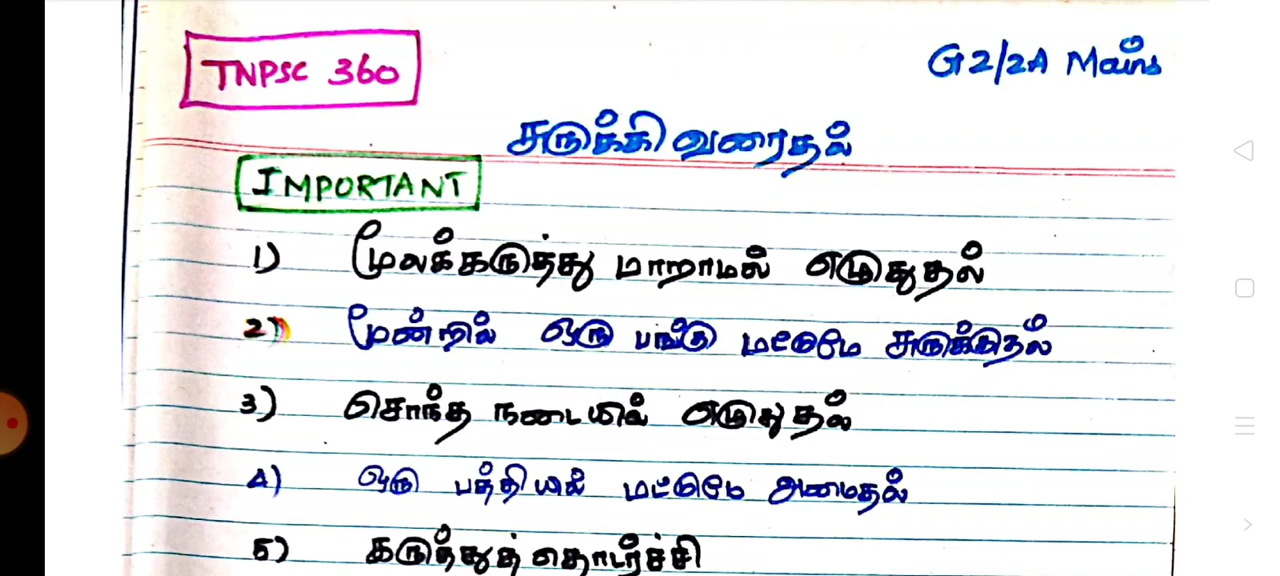 TNPSC 360
G2/2A Mains
சுருக்கி வரைதல்
IMPORTANT
1) மூலக்கருத்து மாறாமல் எழுதுதல்
2) மூன்றில் ஒரு பங்கு மட்டுமே சுருக்குதல்
3) சொந்த நடையில் எழுதுதல்
4) ஒரு பத்தியில் மட்டுமே அமைதல்
5) கருத்துத் தொடர்ச்சி